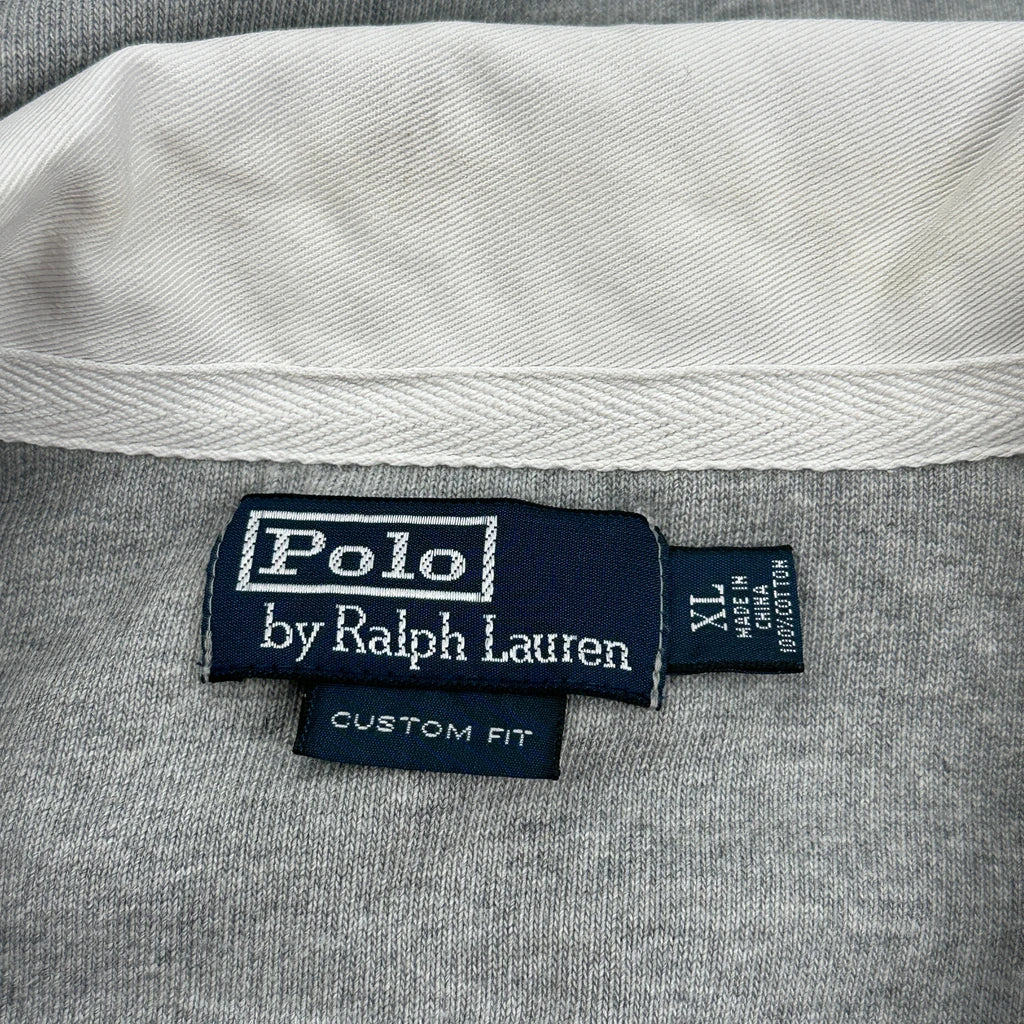 Polo
by Ralph Lauren
CUSTOM FIT
XL
MADE IN
CHINA
100% COTTON